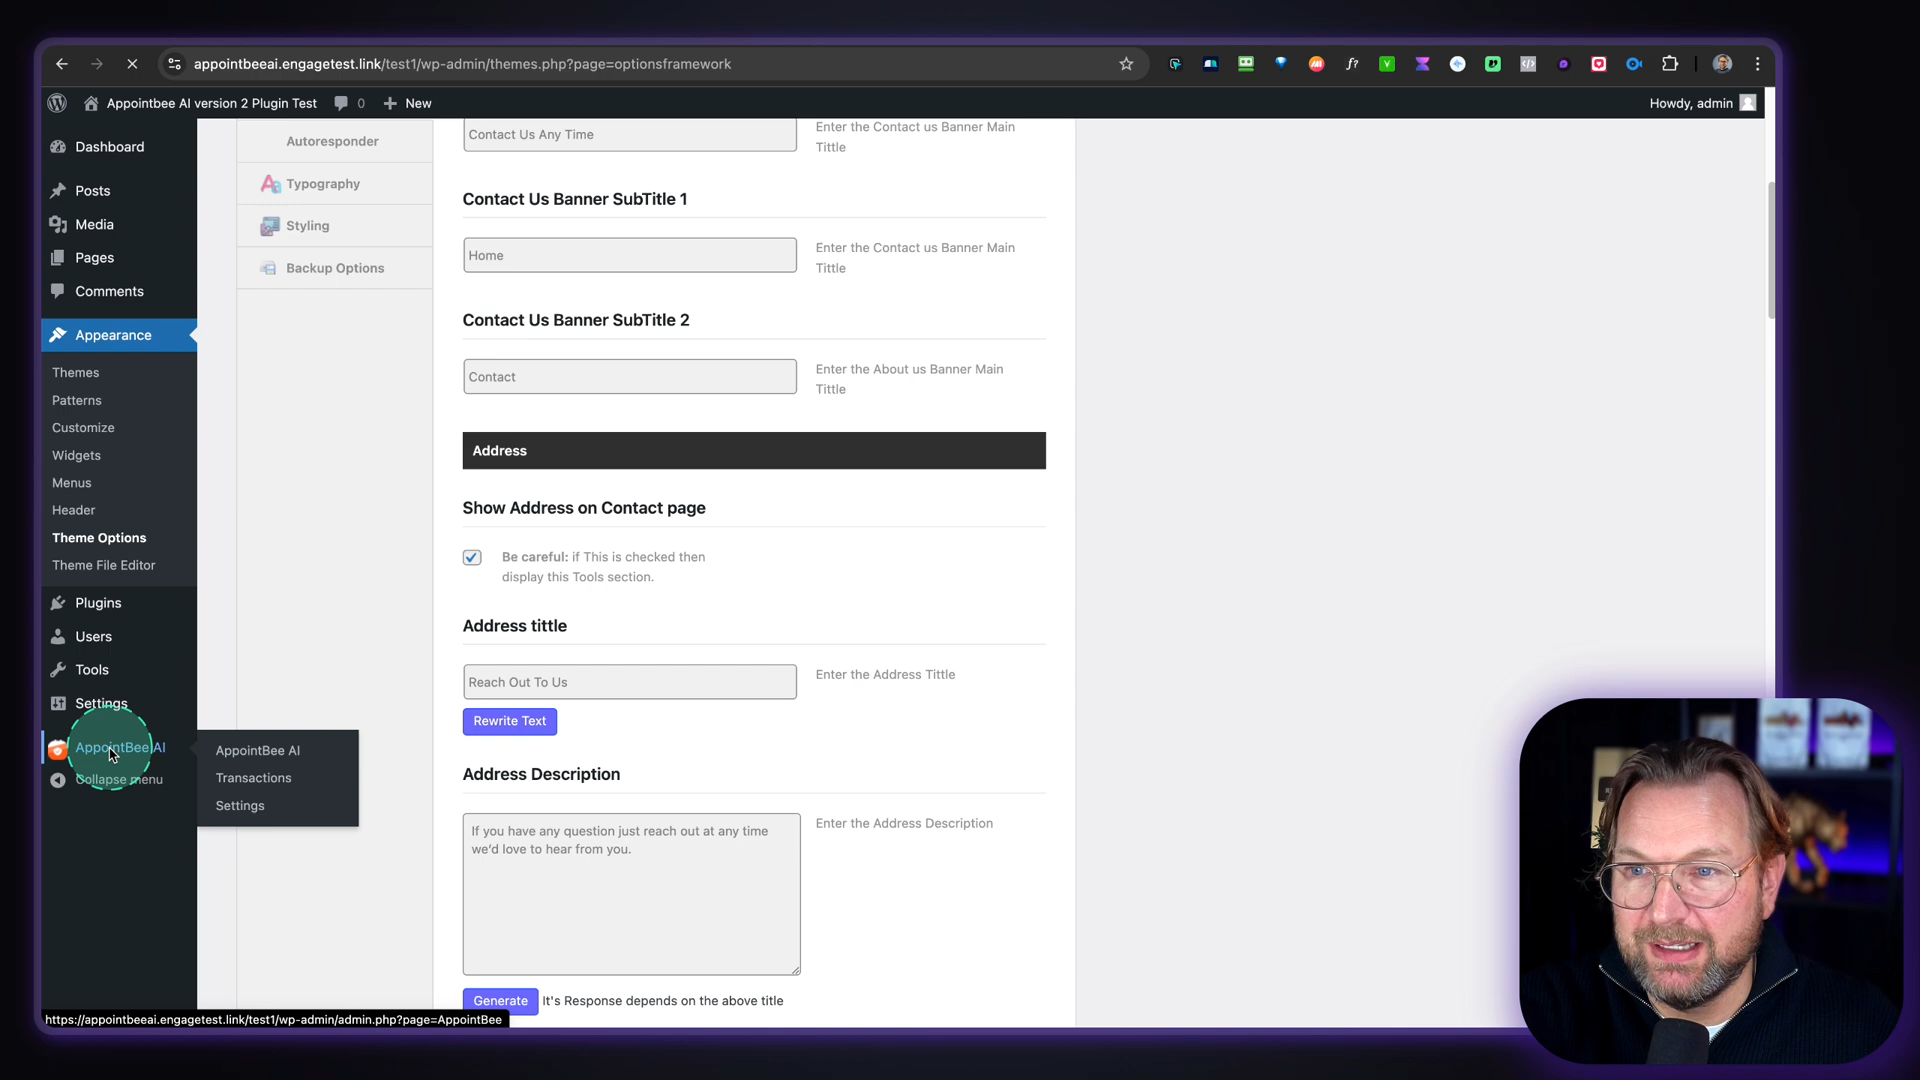 appointbeeai.engagetest.link/test1/wp-admin/themes.php?page=optionsframework
Appointbee AI version 2 Plugin Test
0
New
Howdy, admin
Dashboard
Posts
Media
Pages
Comments
Appearance
Themes
Patterns
Customize
Widgets
Menus
Header
Theme Options
Theme File Editor
Plugins
Users
Tools
Settings
AppointBee AI
Collapse menu
AppointBee AI
Transactions
Settings
Autoresponder
Typography
Styling
Backup Options
Contact Us Any Time
Enter the Contact us Banner Main
Tittle
Contact Us Banner SubTitle 1
Home
Enter the Contact us Banner Main
Tittle
Contact Us Banner SubTitle 2
Contact
Enter the About us Banner Main
Tittle
Address
Show Address on Contact page
Be careful: if This is checked then
display this Tools section.
Address tittle
Reach Out To Us
Enter the Address Tittle
Rewrite Text
Address Description
If you have any question just reach out at any time
we'd love to hear from you.
Enter the Address Description
Generate
It's Response depends on the above title
https://appointbeeai.engagetest.link/test1/wp-admin/admin.php?page=AppointBee